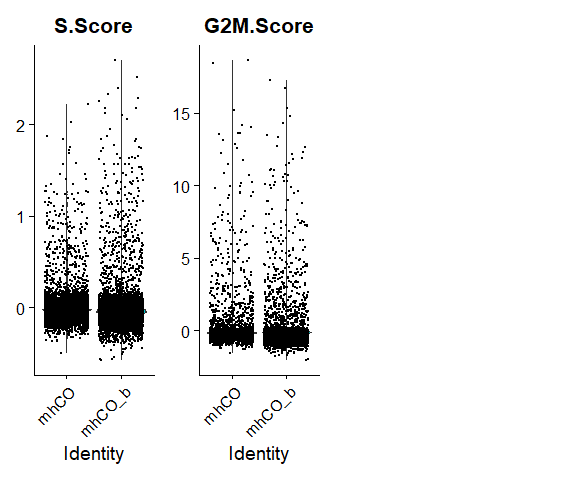 S.Score
2
1
0
mhCO
mhCO_b
Identity
G2M.Score
15
10
5
0
mhCO
mhCO_b
Identity